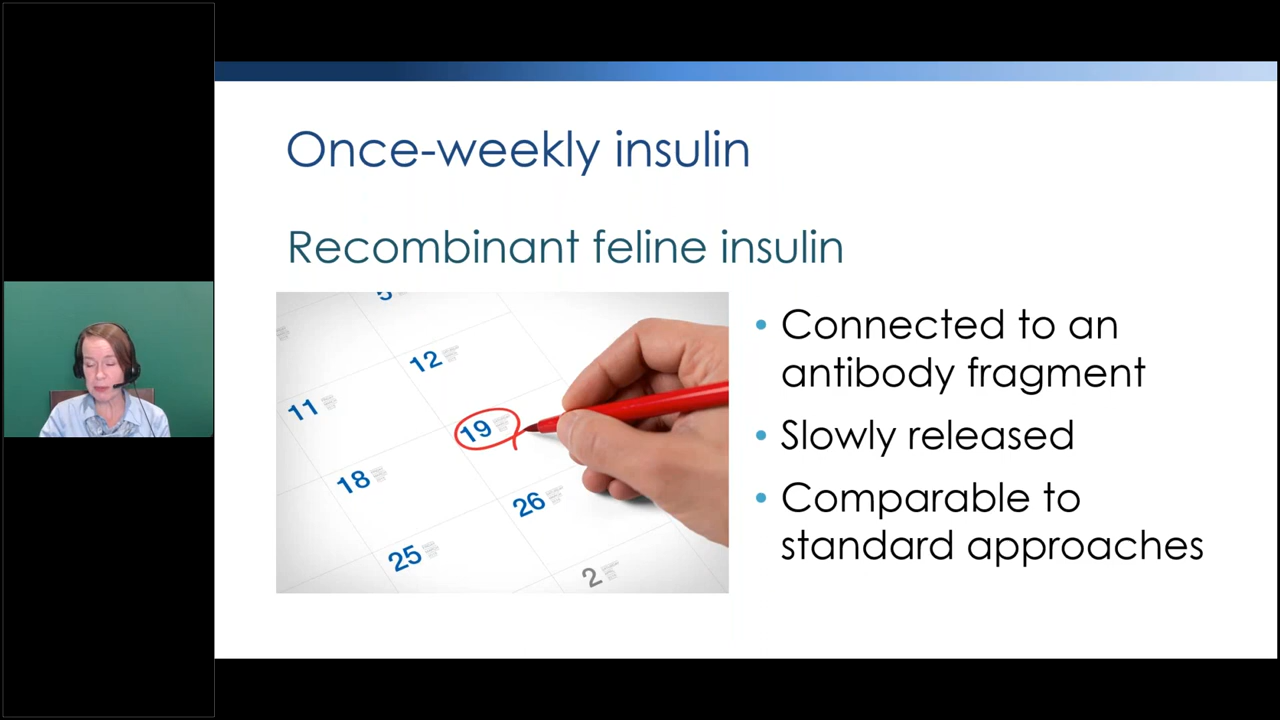 Once-weekly insulin
Recombinant feline insulin
5
12
11
19
18
26
25
2
• Connected to an
antibody fragment
• Slowly released
• Comparable to
standard approaches